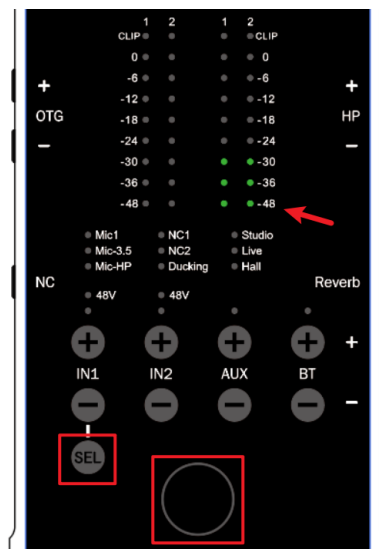 1 2 1 2
CLIP CLIP
0 0
+ -6 -6 +
-12 -12
OTG -18 -18 HP
− -24 -24 −
-30 -30
-36 -36
-48 -48
Mic1 NC1 Studio
Mic-3.5 NC2 Live
Mic-HP Ducking Hall
NC Reverb
48V 48V
+ + + + +
IN1 IN2 AUX BT
− − − − −
SEL